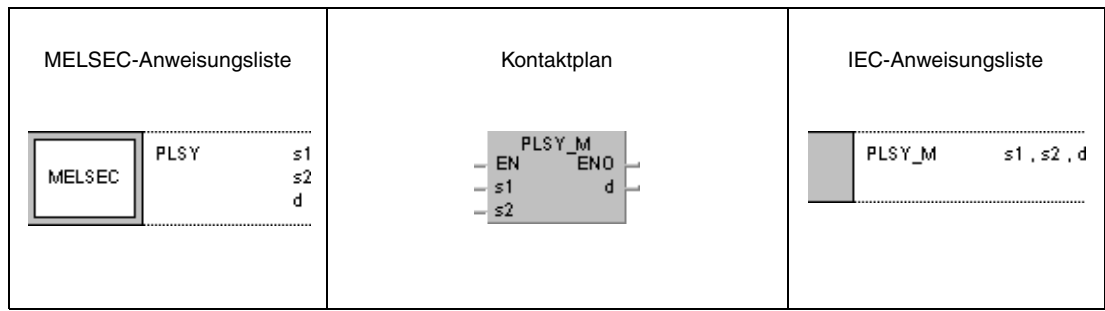 MELSEC-Anweisungsliste
MELSEC
PLSY s1
s2
d
Kontaktplan
PLSY_M
EN ENO
s1 d
s2
IEC-Anweisungsliste
PLSY_M s1 , s2 , d